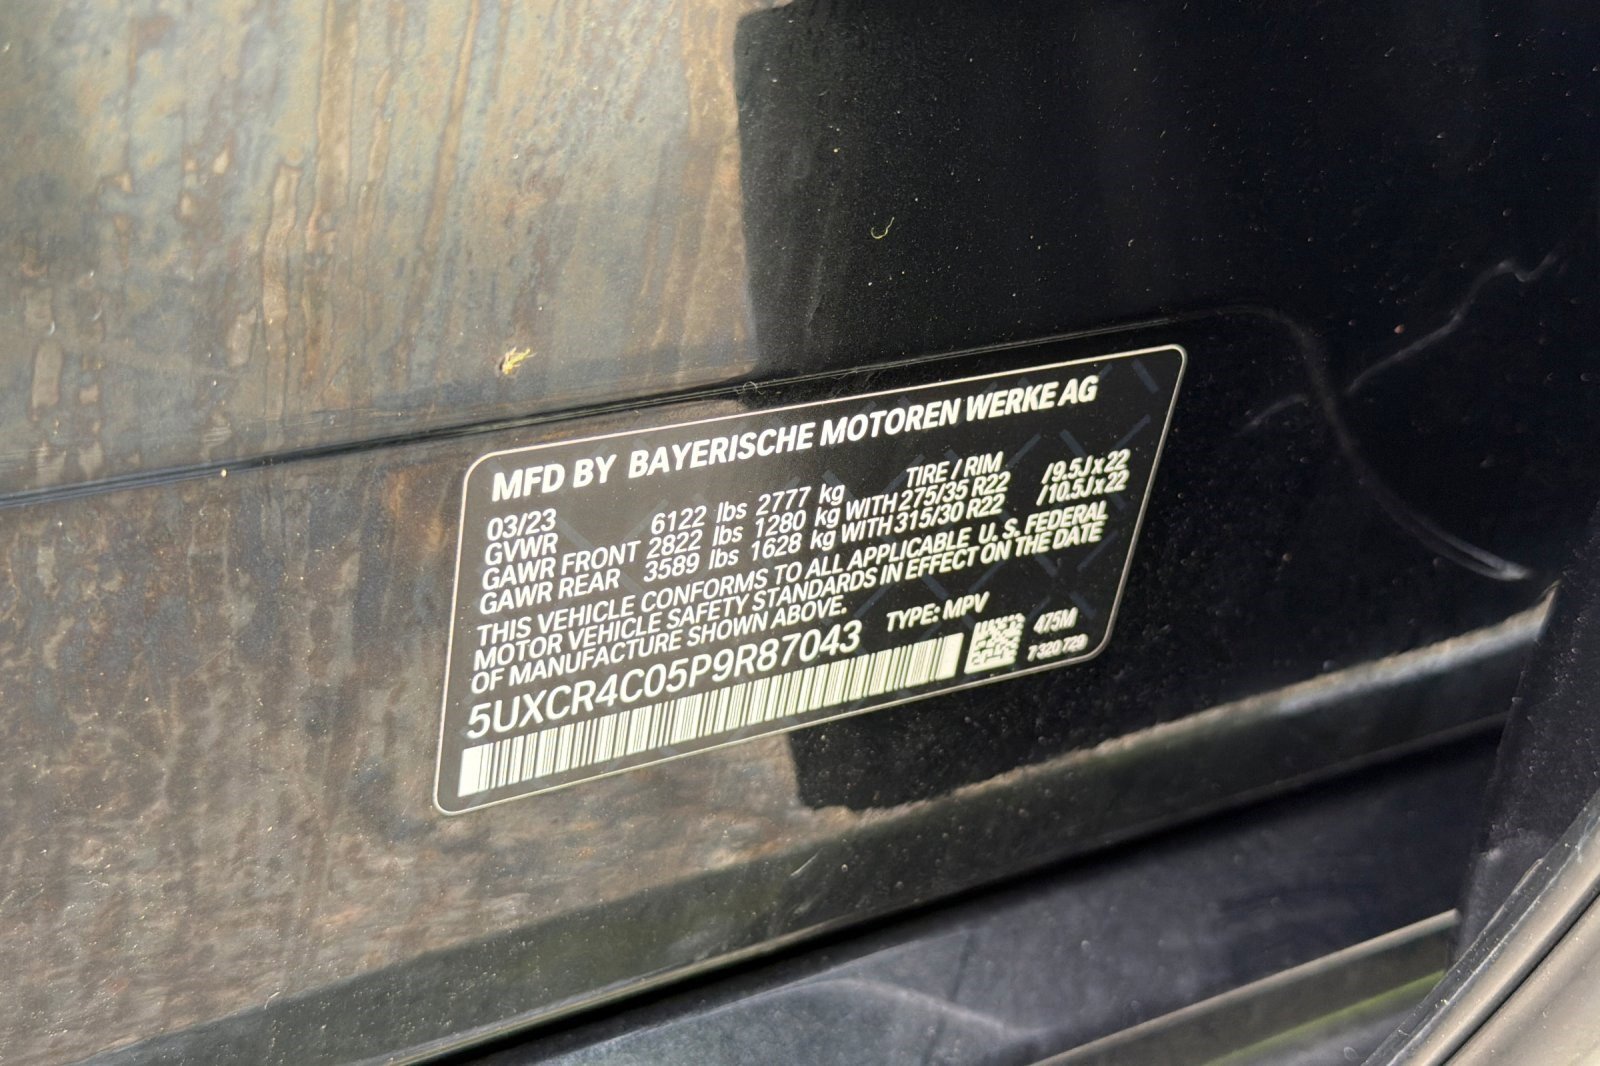 MFD BY BAYERISCHE MOTOREN WERKE AG
03/23 TIRE / RIM
GVWR 6122 lbs 2777 kg
GAWR FRONT 2822 lbs 1280 kg WITH 275/35 R22 /9.5J x 22
GAWR REAR 3589 lbs 1628 kg WITH 315/30 R22 /10.5J x 22
THIS VEHICLE CONFORMS TO ALL APPLICABLE U. S. FEDERAL
MOTOR VEHICLE SAFETY STANDARDS IN EFFECT ON THE DATE
OF MANUFACTURE SHOWN ABOVE.
5UXCR4C05P9R87043 TYPE: MPV
475M
7 320 729